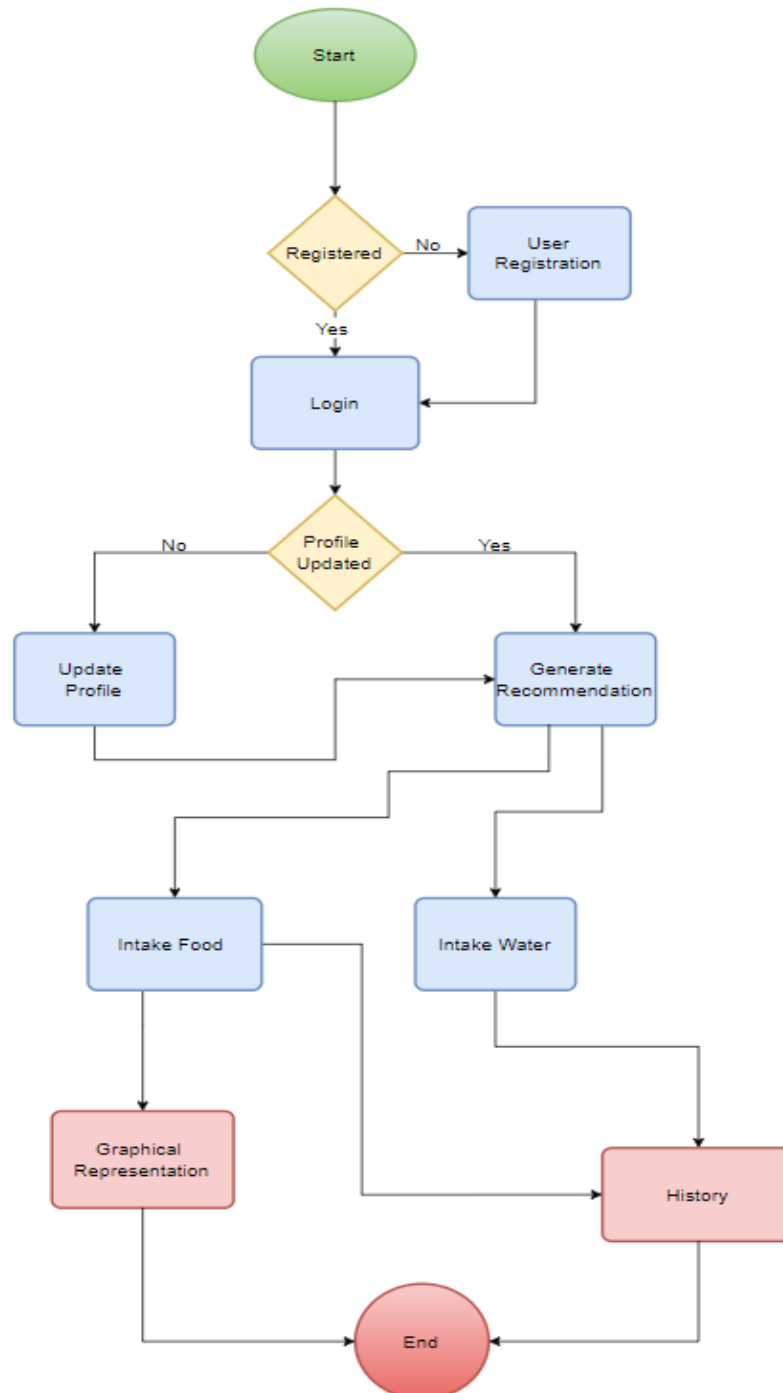 Start
Registered
No
User
Registration
Yes
Login
No
Profile
Updated
Yes
Update
Profile
Generate
Recommendation
Intake Food
Intake Water
Graphical
Representation
History
End